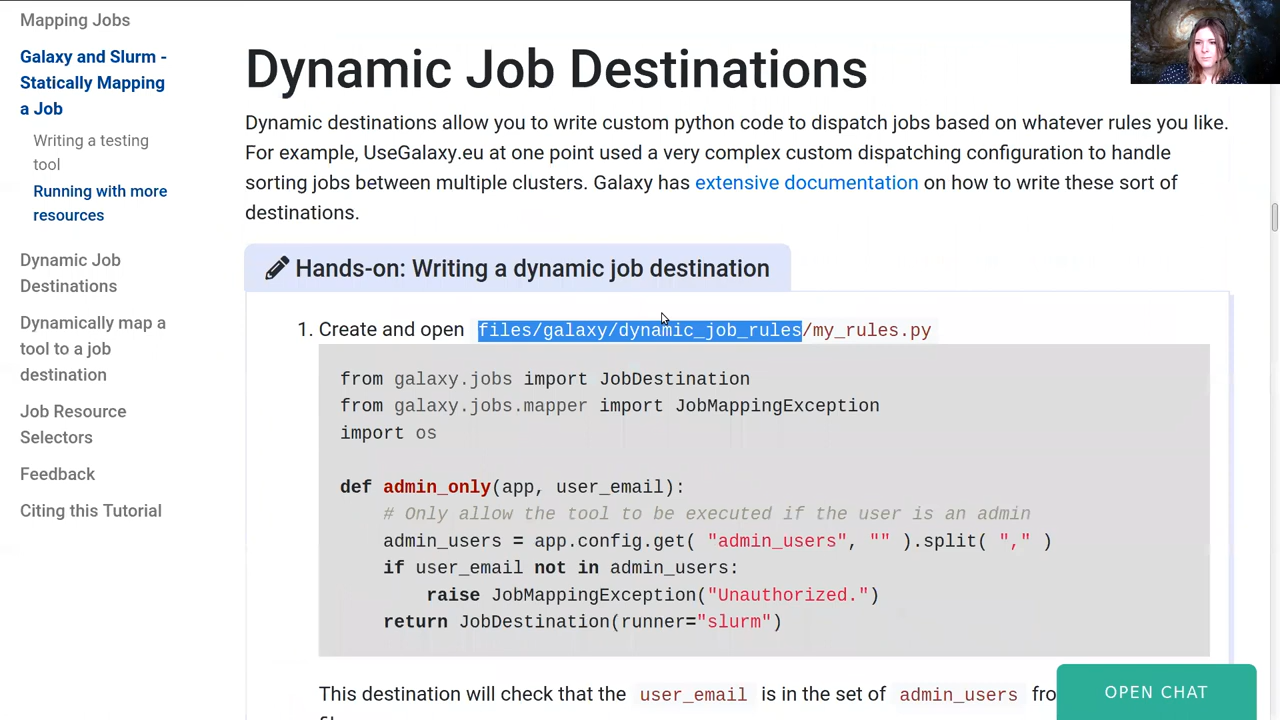 Mapping Jobs
Galaxy and Slurm -
Statically Mapping
a Job
Writing a testing
tool
Running with more
resources
Dynamic Job
Destinations
Dynamically map a
tool to a job
destination
Job Resource
Selectors
Feedback
Citing this Tutorial
Dynamic Job Destinations
Dynamic destinations allow you to write custom python code to dispatch jobs based on whatever rules you like.
For example, UseGalaxy.eu at one point used a very complex custom dispatching configuration to handle
sorting jobs between multiple clusters. Galaxy has extensive documentation on how to write these sort of
destinations.
Hands-on: Writing a dynamic job destination
1. Create and open files/galaxy/dynamic_job_rules/my_rules.py
from galaxy.jobs import JobDestination
from galaxy.jobs.mapper import JobMappingException
import os
def admin_only(app, user_email):
# Only allow the tool to be executed if the user is an admin
admin_users = app.config.get( "admin_users", "" ).split( "," )
if user_email not in admin_users:
raise JobMappingException("Unauthorized.")
return JobDestination(runner="slurm")
This destination will check that the user_email is in the set of admin_users fro
OPEN CHAT